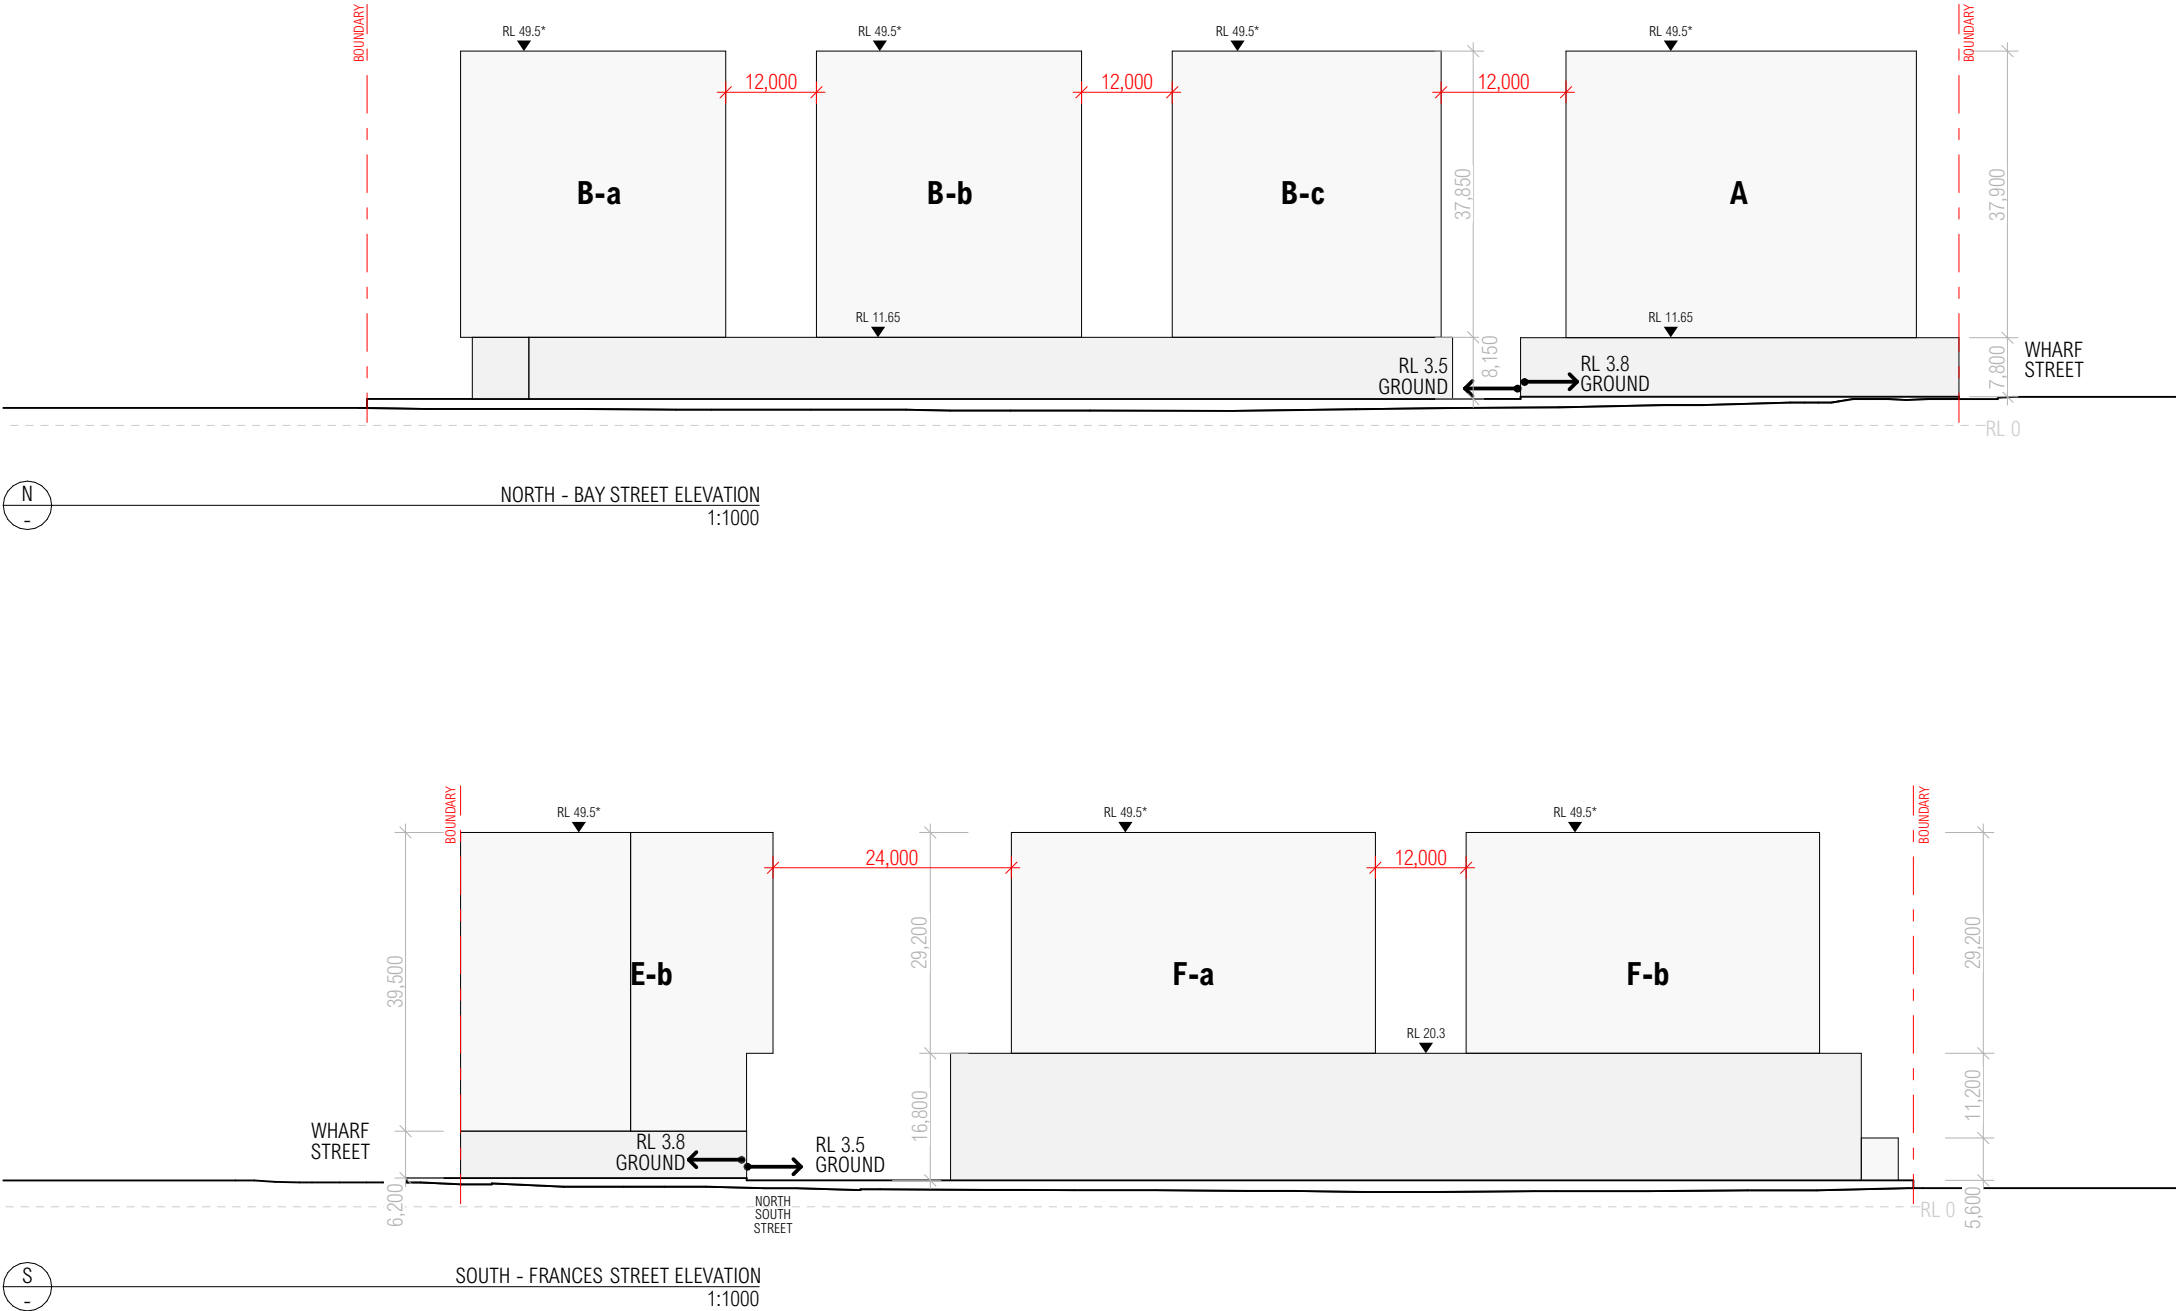 BOUNDARY
RL 49.5*
RL 49.5*
RL 49.5*
RL 49.5*
BOUNDARY
12,000
12,000
12,000
B-a
B-b
B-c
A
37,850
37,900
RL 11.65
RL 11.65
RL 3.5
GROUND
8,150
RL 3.8
GROUND
7,800
WHARF
STREET
RL 0
N
-
NORTH - BAY STREET ELEVATION
1:1000
BOUNDARY
RL 49.5*
RL 49.5*
RL 49.5*
BOUNDARY
24,000
12,000
39,500
E-b
29,200
F-a
F-b
29,200
RL 20.3
16,800
11,200
WHARF
STREET
RL 3.8
GROUND
RL 3.5
GROUND
6,200
NORTH
SOUTH
STREET
RL 0
5,600
S
-
SOUTH - FRANCES STREET ELEVATION
1:1000